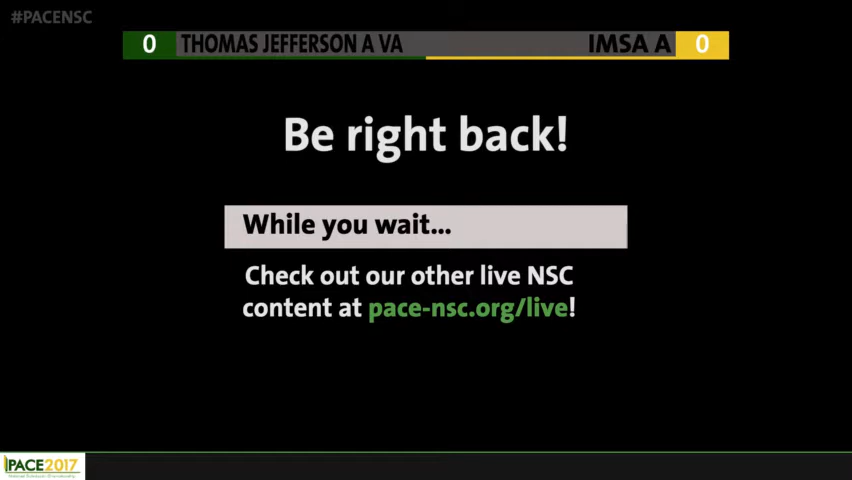 #PACENSC
0 THOMAS JEFFERSON A VA IMSA A 0
Be right back!
While you wait...
Check out our other live NSC
content at pace-nsc.org/live!
PACE2017